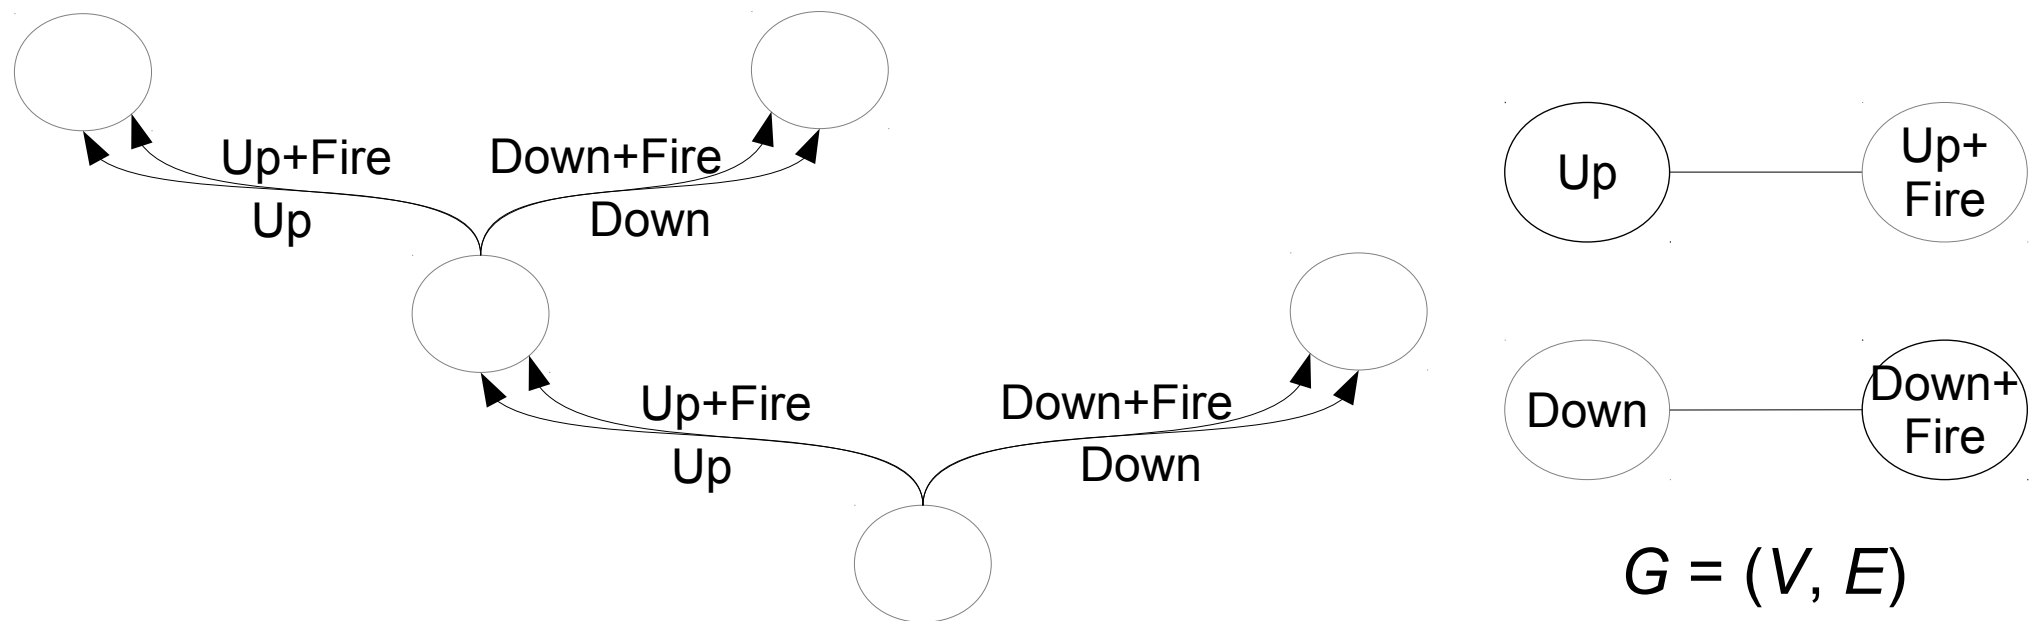 Up+Fire
Up
Down+Fire
Down
Up+Fire
Up
Down+Fire
Down
Up
Up+
Fire
Down
Down+
Fire
G = (V, E)